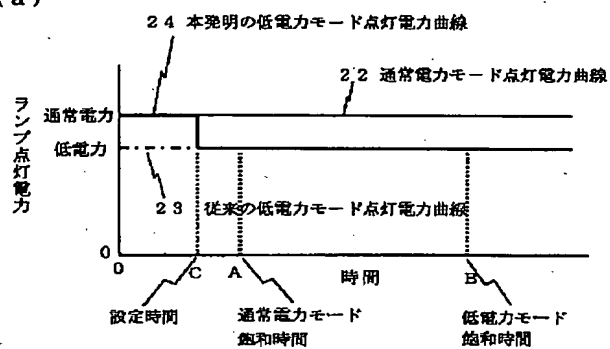 (a)
24 本発明の低電力モード点灯電力曲線
22 通常電力モード点灯電力曲線
ランプ点灯電力
通常電力
低電力
23 従来の低電力モード点灯電力曲線
0
0
C
A
時間
B
設定時間
通常電力モード
飽和時間
低電力モード
飽和時間